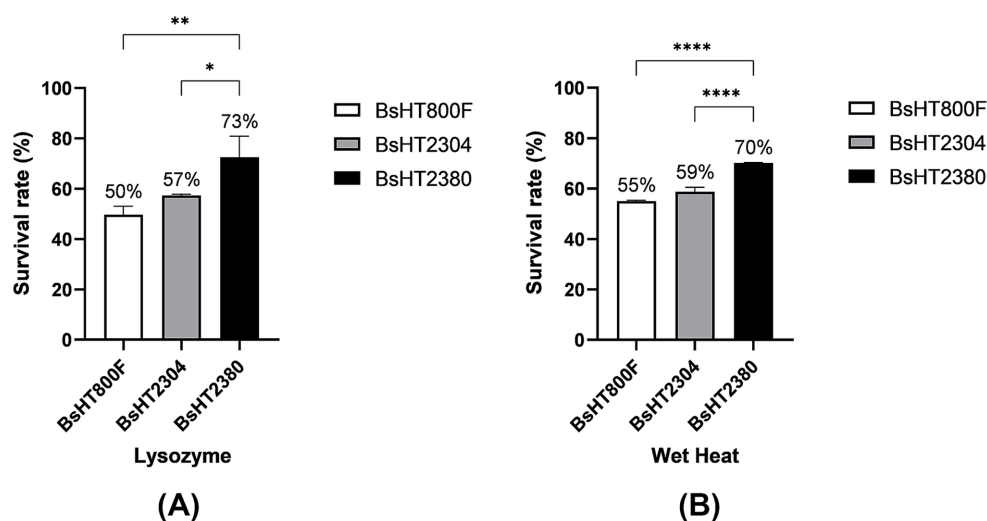 **
*
100
80
60
40
20
0
Survival rate (%)
50%
57%
73%
BsHT800F
BsHT2304
BsHT2380
Lysozyme
BsHT800F
BsHT2304
BsHT2380
(A)
****
****
100
80
60
40
20
0
Survival rate (%)
55%
59%
70%
BsHT800F
BsHT2304
BsHT2380
Wet Heat
BsHT800F
BsHT2304
BsHT2380
(B)